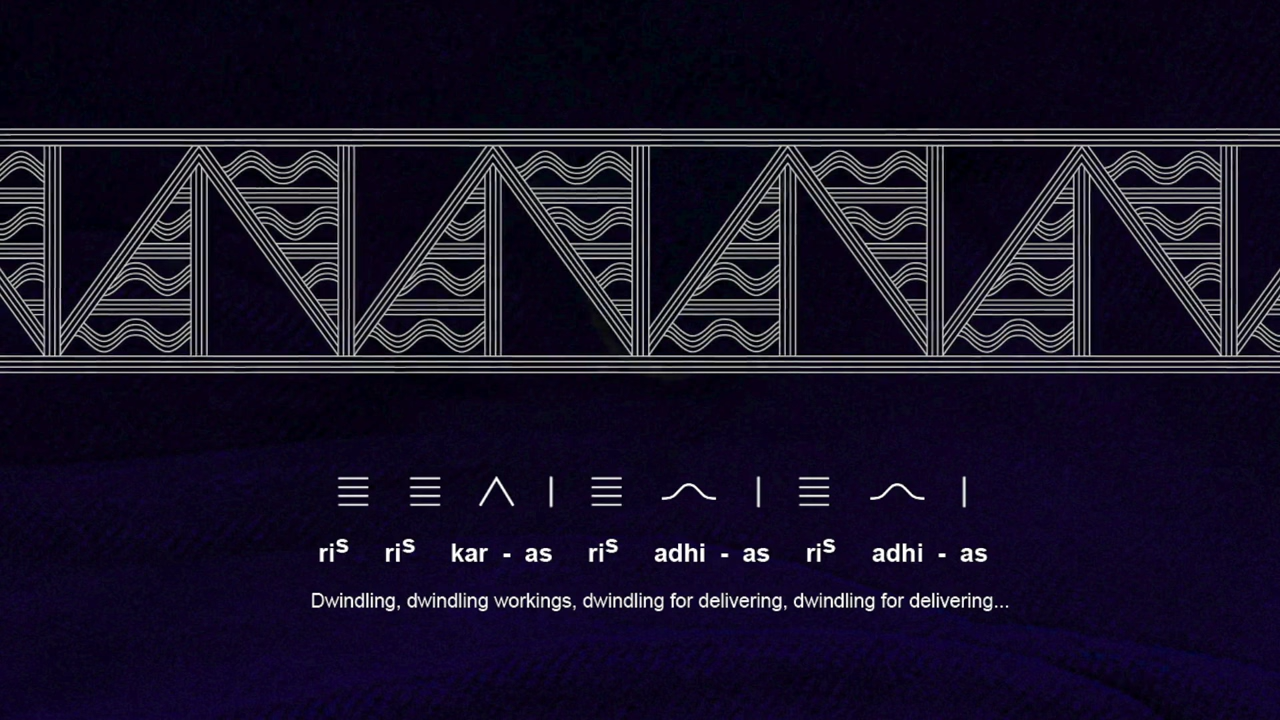 riˢ riˢ kar - as riˢ adhi - as riˢ adhi - as
Dwindling, dwindling workings, dwindling for delivering, dwindling for delivering...